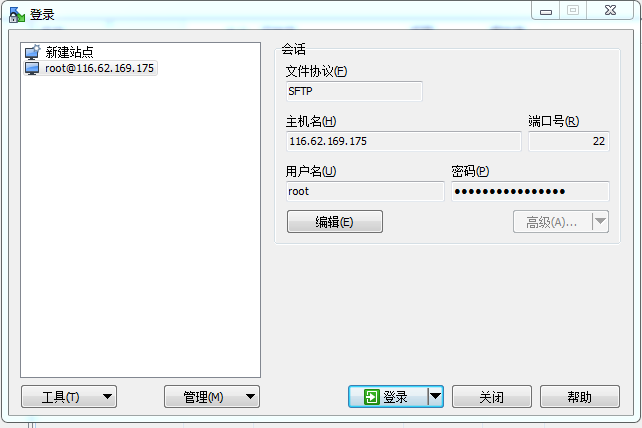 登录
新建站点
root@116.62.169.175
会话
文件协议(F)
SFTP
主机名(H) 端口号(R)
116.62.169.175 22
用户名(U) 密码(P)
root ●●●●●●●●●●●●●●●●
编辑(E) 高级(A)...
工具(T) 管理(M) 登录 关闭 帮助